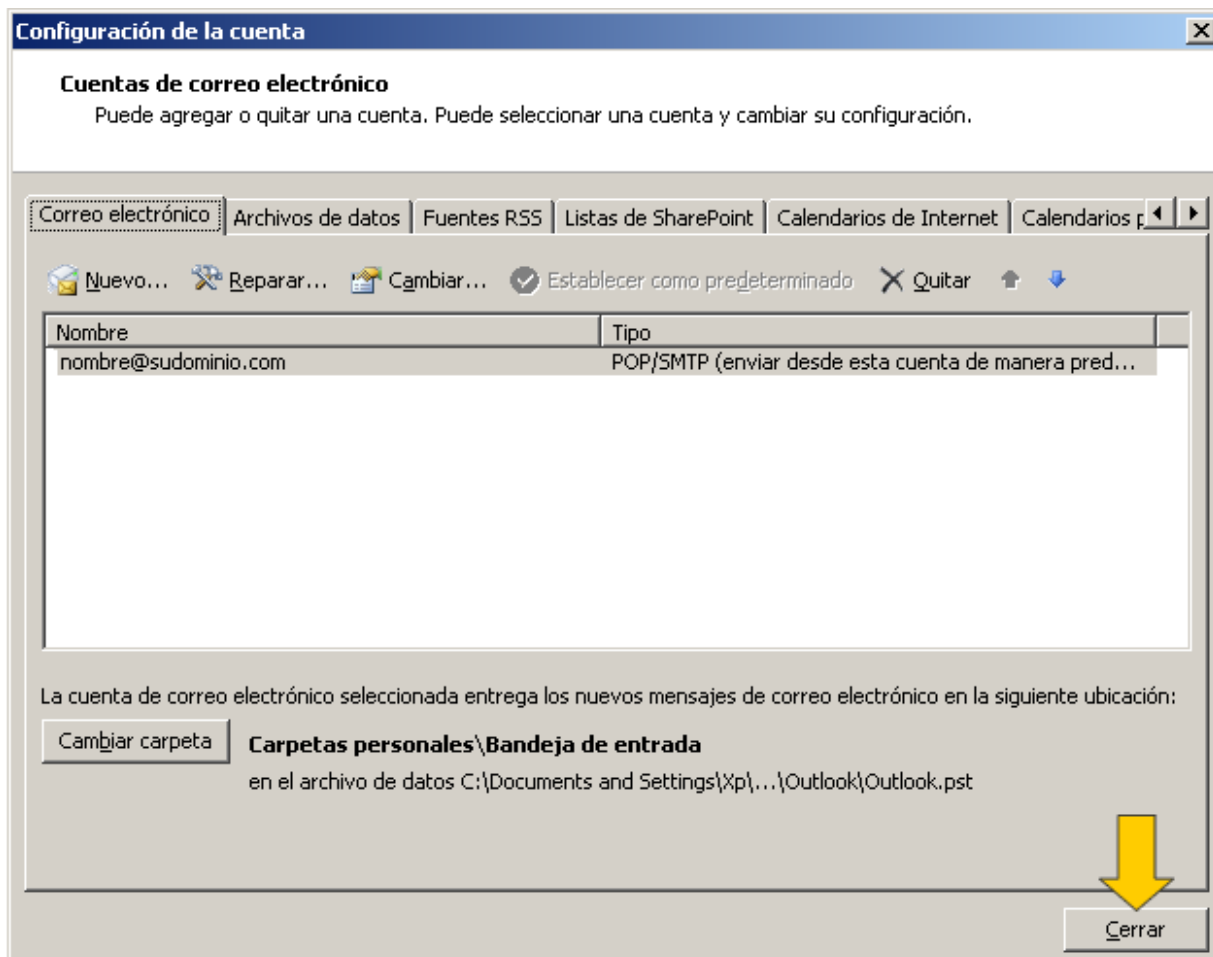 Configuración de la cuenta
Cuentas de correo electrónico
Puede agregar o quitar una cuenta. Puede seleccionar una cuenta y cambiar su configuración.
Correo electrónico Archivos de datos Fuentes RSS Listas de SharePoint Calendarios de Internet Calendarios p
Nuevo... Reparar... Cambiar... Establecer como predeterminado Quitar
Nombre Tipo
nombre@sudominio.com POP/SMTP (enviar desde esta cuenta de manera pred...
La cuenta de correo electrónico seleccionada entrega los nuevos mensajes de correo electrónico en la siguiente ubicación:
Cambiar carpeta Carpetas personales\Bandeja de entrada
en el archivo de datos C:\Documents and Settings\Xp\...\Outlook\Outlook.pst
Cerrar